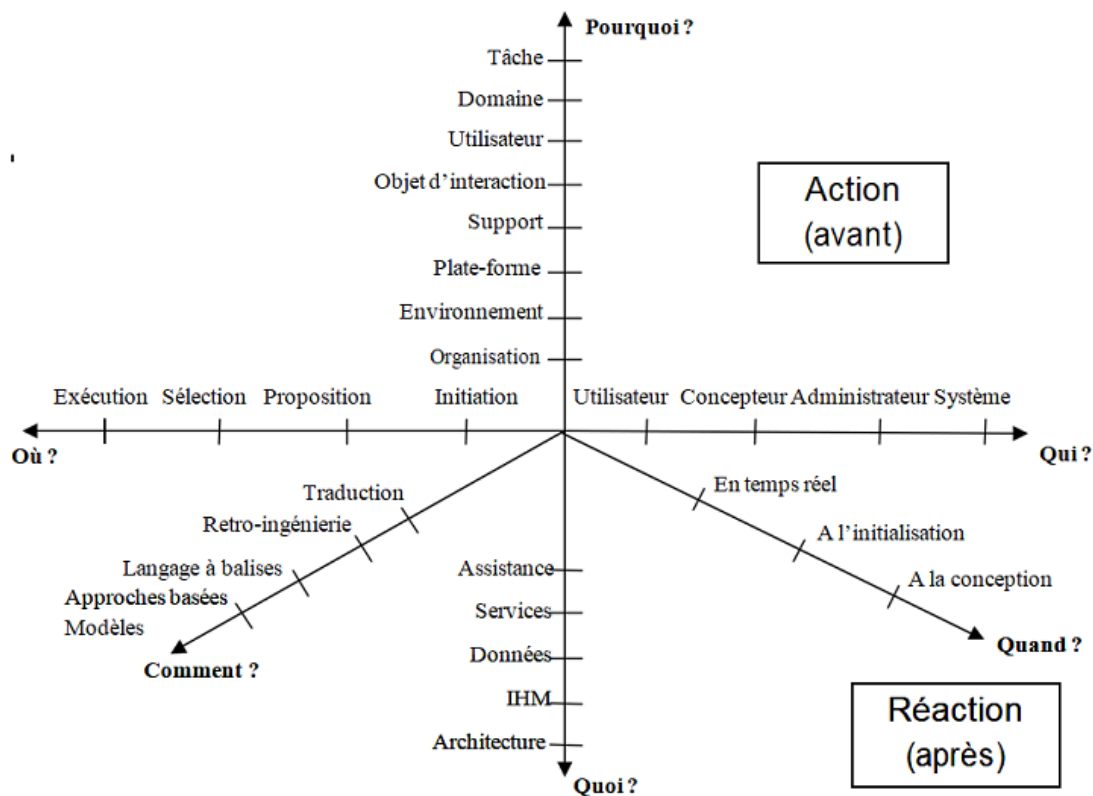 Pourquoi ?
Tâche
Domaine
Utilisateur
Objet d'interaction
Support
Plate-forme
Environnement
Organisation
Action
(avant)
Exécution Sélection Proposition Initiation Utilisateur Concepteur Administrateur Système
Où ?
Qui ?
Traduction
Retro-ingénierie
Langage à balises
Approches basées
Modèles
Comment ?
En temps réel
A l'initialisation
A la conception
Quand ?
Assistance
Services
Données
IHM
Architecture
Quoi ?
Réaction
(après)